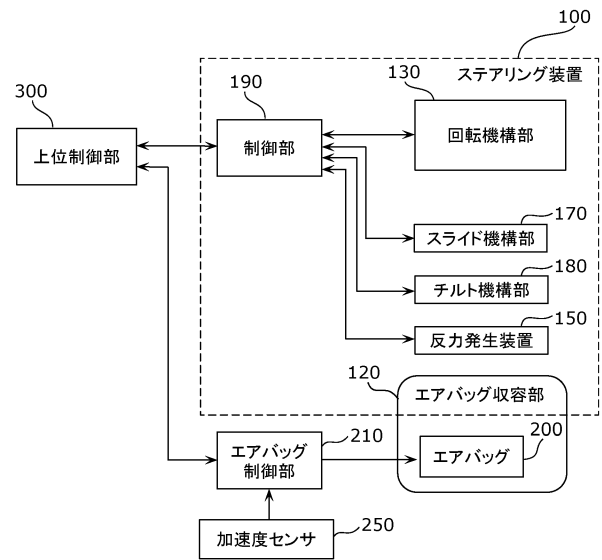 100
ステアリング装置
300
190
130
上位制御部
制御部
回転機構部
170
スライド機構部
180
チルト機構部
150
反力発生装置
120
エアバッグ収容部
210
200
エアバッグ
制御部
エアバッグ
加速度センサ
250